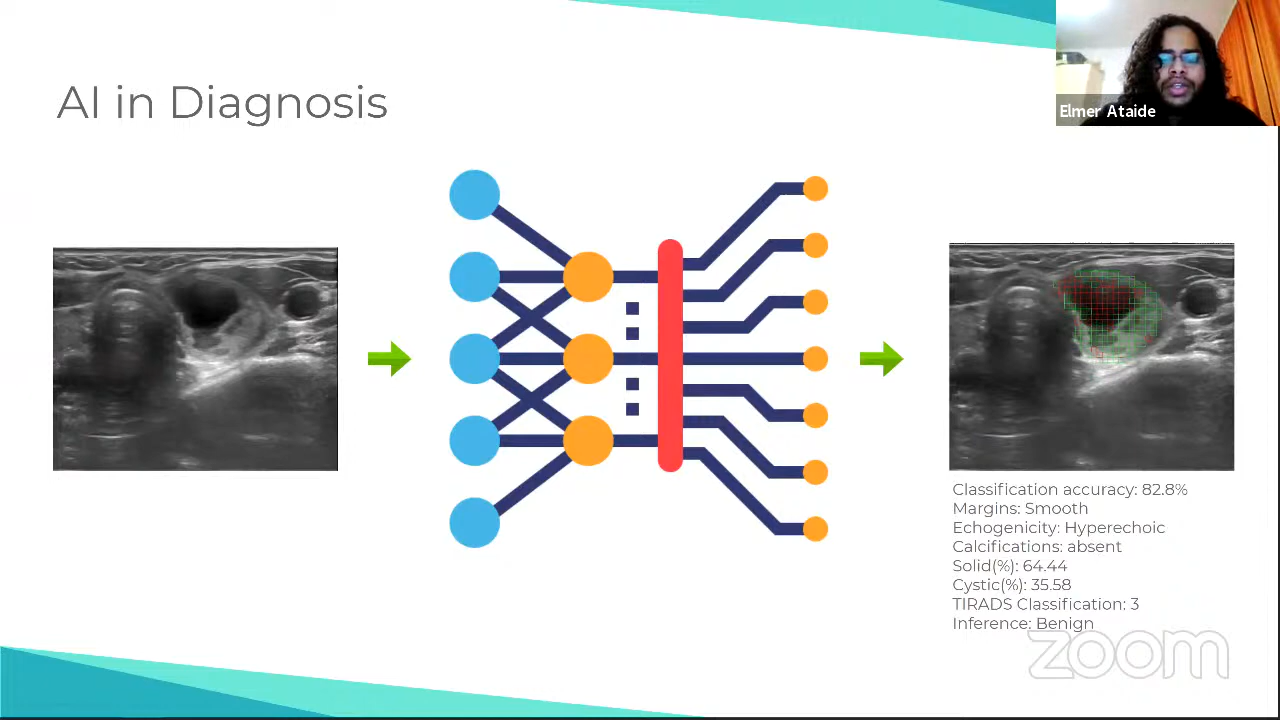 AI in Diagnosis
Elmer Ataide
Classification accuracy: 82.8%
Margins: Smooth
Echogenicity: Hyperechoic
Calcifications: absent
Solid(%): 64.44
Cystic(%): 35.58
TIRADS Classification: 3
Inference: Benign
zoom